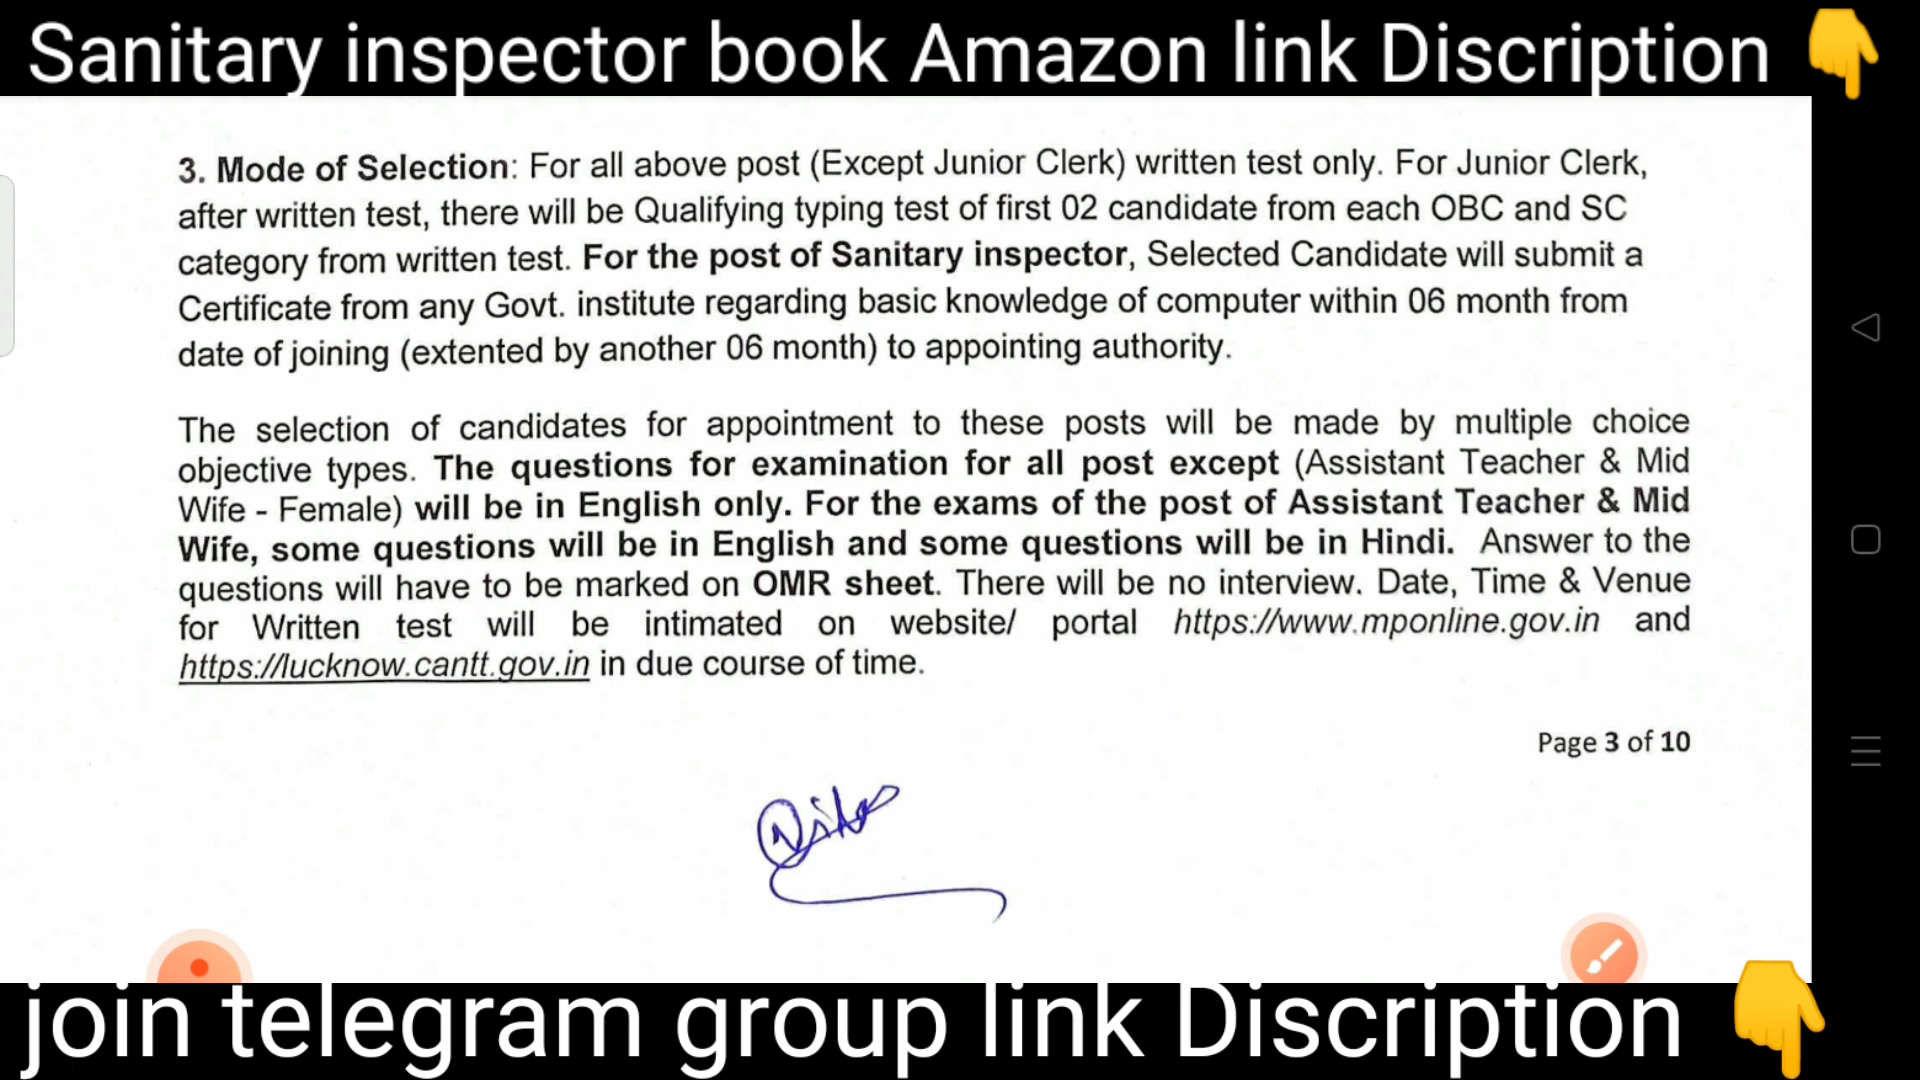 Sanitary inspector book Amazon link Discription 👇
3. Mode of Selection: For all above post (Except Junior Clerk) written test only. For Junior Clerk,
after written test, there will be Qualifying typing test of first 02 candidate from each OBC and SC
category from written test. For the post of Sanitary inspector, Selected Candidate will submit a
Certificate from any Govt. institute regarding basic knowledge of computer within 06 month from
date of joining (extented by another 06 month) to appointing authority.
The selection of candidates for appointment to these posts will be made by multiple choice
objective types. The questions for examination for all post except (Assistant Teacher & Mid
Wife - Female) will be in English only. For the exams of the post of Assistant Teacher & Mid
Wife, some questions will be in English and some questions will be in Hindi. Answer to the
questions will have to be marked on OMR sheet. There will be no interview. Date, Time & Venue
for Written test will be intimated on website/ portal https://www.mponline.gov.in and
https://lucknow.cantt.gov.in in due course of time.
Page 3 of 10
join telegram group link Discription 👇